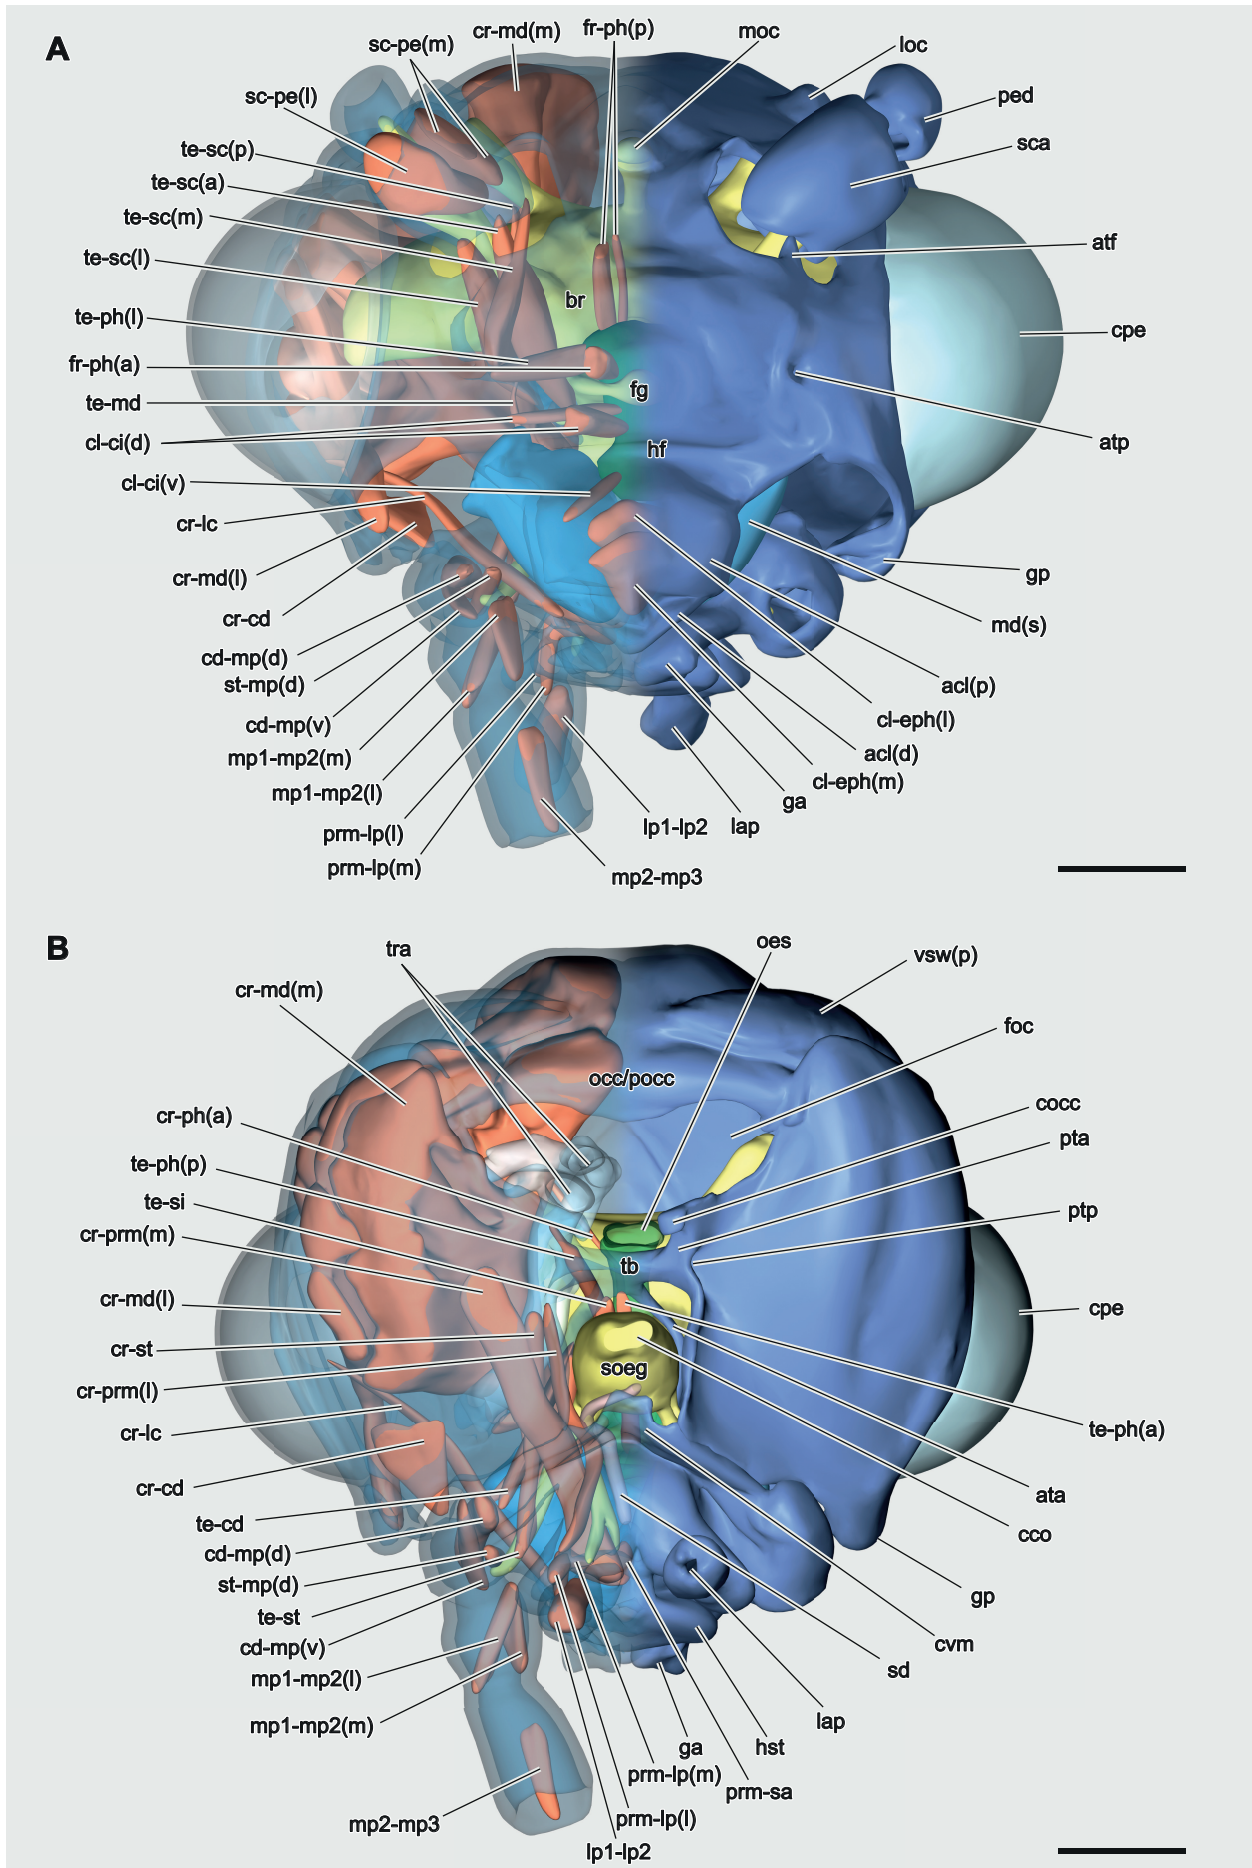 A
sc-pe(m)
cr-md(m)
fr-ph(p)
moc
loc
sc-pe(l)
ped
te-sc(p)
sca
te-sc(a)
te-sc(m)
atf
te-sc(l)
br
te-ph(l)
cpe
fr-ph(a)
fg
te-md
cl-ci(d)
hf
atp
cl-ci(v)
cr-lc
cr-md(l)
gp
cr-cd
md(s)
cd-mp(d)
st-mp(d)
acl(p)
cd-mp(v)
cl-eph(l)
mp1-mp2(m)
acl(d)
mp1-mp2(l)
cl-eph(m)
ga
prm-lp(l)
lp1-lp2
lap
prm-lp(m)
mp2-mp3
B
tra
oes
vsw(p)
cr-md(m)
foc
occ/pocc
cr-ph(a)
cocc
pta
te-ph(p)
te-si
ptp
cr-prm(m)
tb
cr-md(l)
cpe
cr-st
soeg
cr-prm(l)
cr-lc
te-ph(a)
cr-cd
ata
te-cd
cco
cd-mp(d)
st-mp(d)
gp
te-st
cd-mp(v)
cvm
mp1-mp2(l)
sd
mp1-mp2(m)
lap
ga
hst
prm-lp(m)
prm-sa
mp2-mp3
prm-lp(l)
lp1-lp2